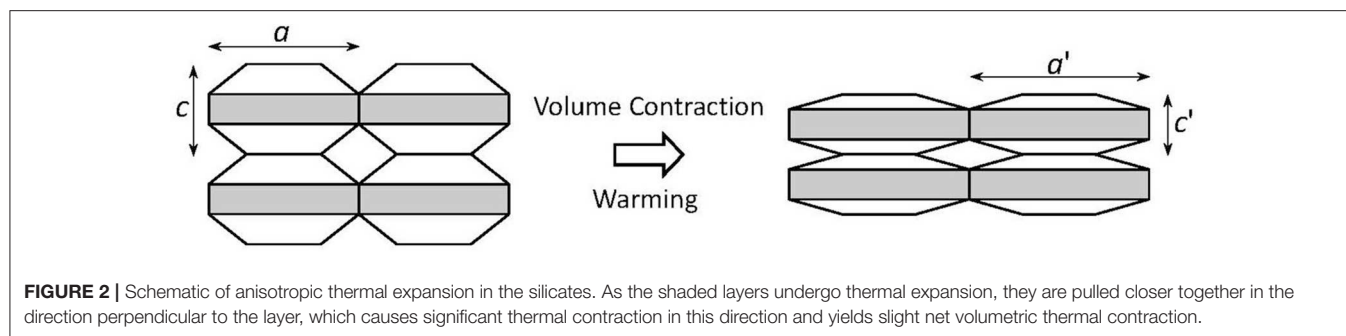 a
c
Volume Contraction
Warming
a'
c'
FIGURE 2 | Schematic of anisotropic thermal expansion in the silicates. As the shaded layers undergo thermal expansion, they are pulled closer together in the
direction perpendicular to the layer, which causes significant thermal contraction in this direction and yields slight net volumetric thermal contraction.